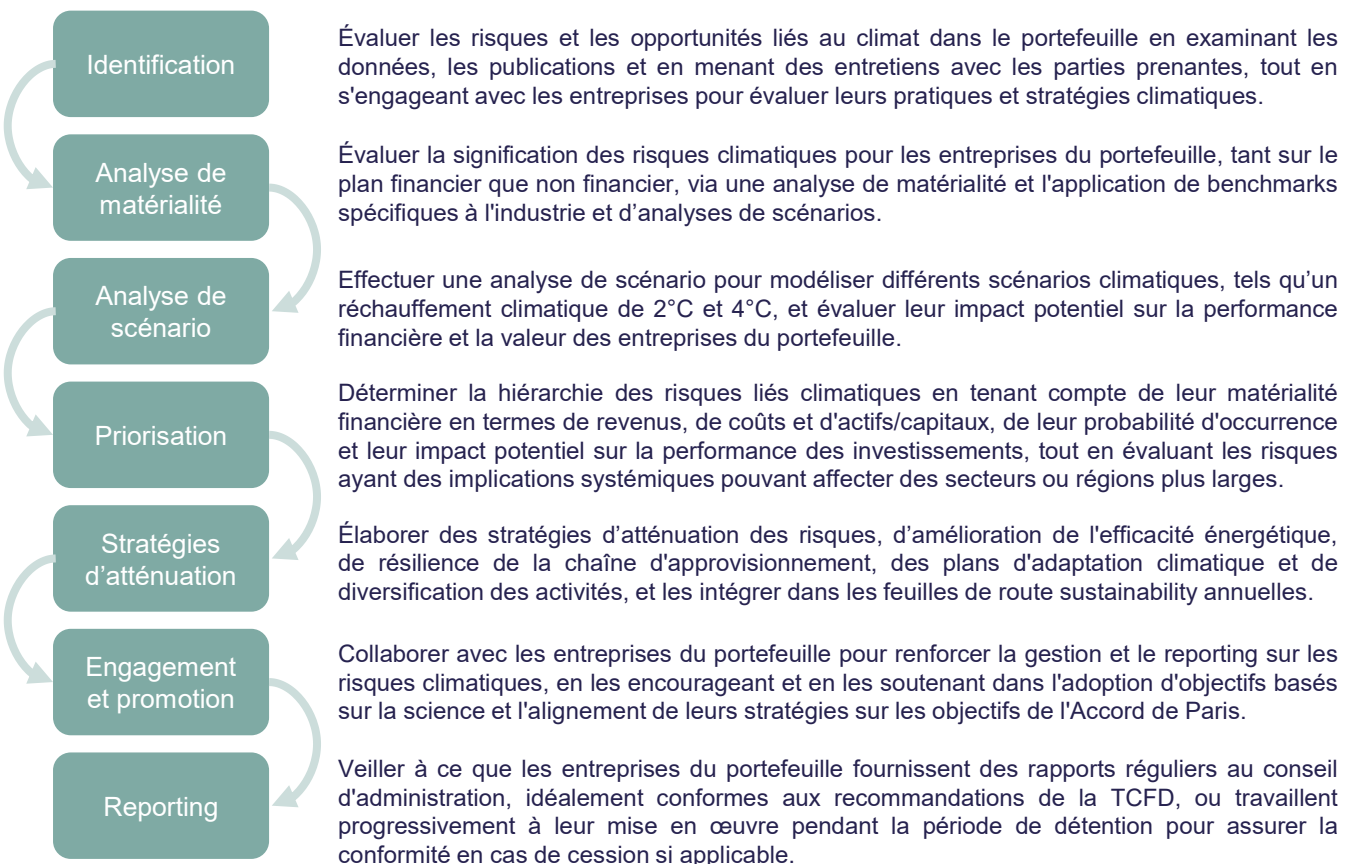 Identification
Évaluer les risques et les opportunités liés au climat dans le portefeuille en examinant les
données, les publications et en menant des entretiens avec les parties prenantes, tout en
s'engageant avec les entreprises pour évaluer leurs pratiques et stratégies climatiques.
Analyse de
matérialité
Évaluer la signification des risques climatiques pour les entreprises du portefeuille, tant sur le
plan financier que non financier, via une analyse de matérialité et l'application de benchmarks
spécifiques à l'industrie et d’analyses de scénarios.
Analyse de
scénario
Effectuer une analyse de scénario pour modéliser différents scénarios climatiques, tels qu’un
réchauffement climatique de 2°C et 4°C, et évaluer leur impact potentiel sur la performance
financière et la valeur des entreprises du portefeuille.
Priorisation
Déterminer la hiérarchie des risques liés climatiques en tenant compte de leur matérialité
financière en termes de revenus, de coûts et d'actifs/capitaux, de leur probabilité d'occurrence
et leur impact potentiel sur la performance des investissements, tout en évaluant les risques
ayant des implications systémiques pouvant affecter des secteurs ou régions plus larges.
Stratégies
d’atténuation
Élaborer des stratégies d’atténuation des risques, d’amélioration de l'efficacité énergétique,
de résilience de la chaîne d'approvisionnement, des plans d'adaptation climatique et de
diversification des activités, et les intégrer dans les feuilles de route sustainability annuelles.
Engagement
et promotion
Collaborer avec les entreprises du portefeuille pour renforcer la gestion et le reporting sur les
risques climatiques, en les encourageant et en les soutenant dans l'adoption d'objectifs basés
sur la science et l'alignement de leurs stratégies sur les objectifs de l'Accord de Paris.
Reporting
Veiller à ce que les entreprises du portefeuille fournissent des rapports réguliers au conseil
d'administration, idéalement conformes aux recommandations de la TCFD, ou travaillent
progressivement à leur mise en œuvre pendant la période de détention pour assurer la
conformité en cas de cession si applicable.